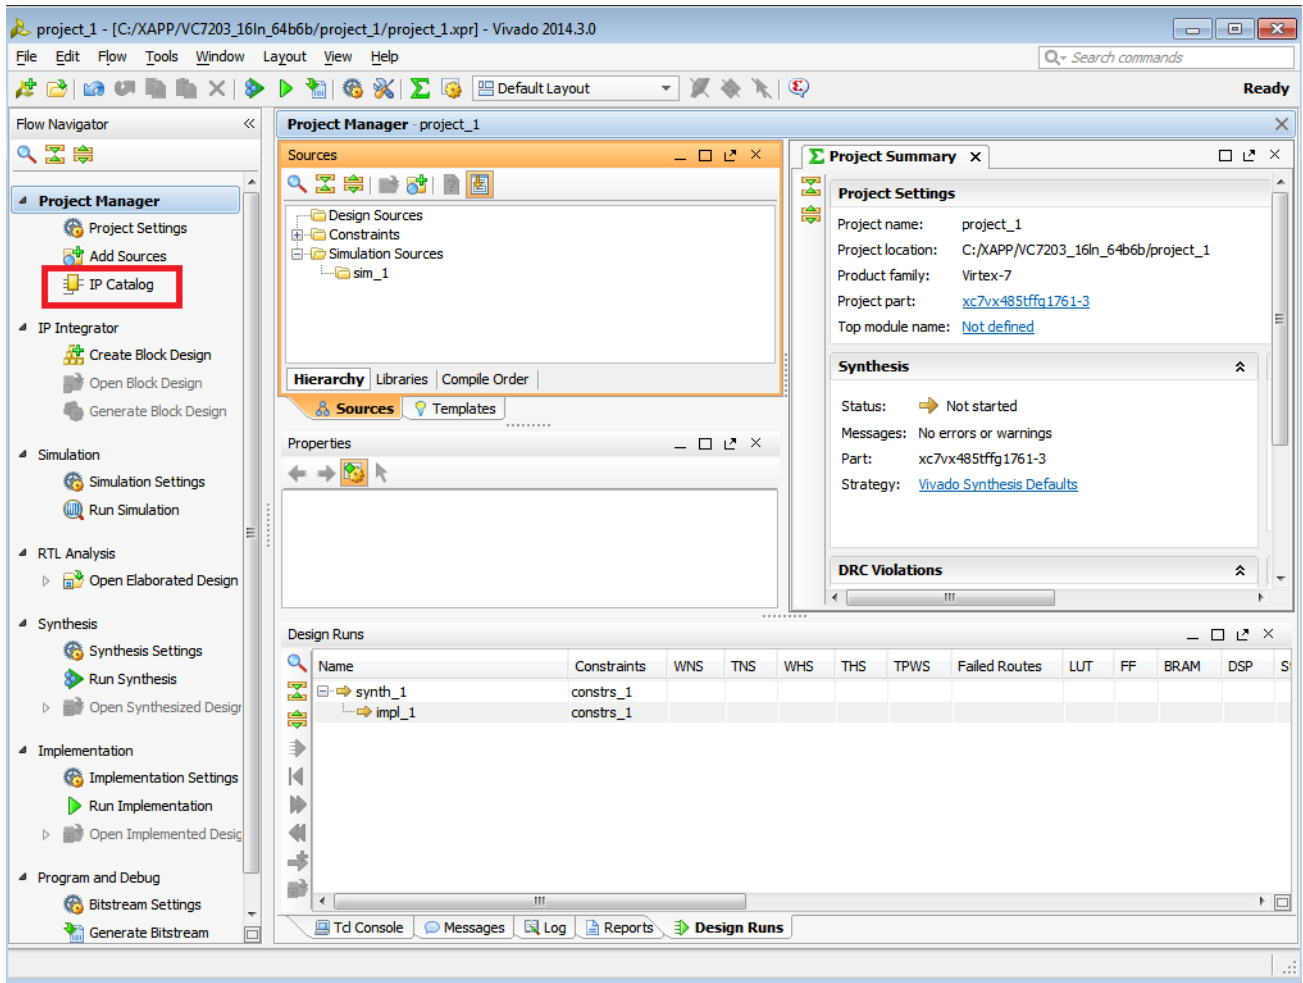 project_1 - [C:/XAPP/VC7203_16ln_64b6b/project_1/project_1.xpr] - Vivado 2014.3.0
File Edit Flow Tools Window Layout View Help
Search commands
Default Layout
Ready
Flow Navigator
Project Manager
Project Settings
Add Sources
IP Catalog
IP Integrator
Create Block Design
Open Block Design
Generate Block Design
Simulation
Simulation Settings
Run Simulation
RTL Analysis
Open Elaborated Design
Synthesis
Synthesis Settings
Run Synthesis
Open Synthesized Desigr
Implementation
Implementation Settings
Run Implementation
Open Implemented Desig
Program and Debug
Bitstream Settings
Generate Bitstream
Project Manager - project_1
Sources
Design Sources
Constraints
Simulation Sources
sim_1
Hierarchy Libraries Compile Order
Sources Templates
Properties
Project Summary
Project Settings
Project name: project_1
Project location: C:/XAPP/VC7203_16ln_64b6b/project_1
Product family: Virtex-7
Project part: xc7vx485tffg1761-3
Top module name: Not defined
Synthesis
Status: Not started
Messages: No errors or warnings
Part: xc7vx485tffg1761-3
Strategy: Vivado Synthesis Defaults
DRC Violations
Design Runs
Name Constraints WNS TNS WHS THS TPWS Failed Routes LUT FF BRAM DSP S
synth_1 constrs_1
impl_1 constrs_1
Tcl Console Messages Log Reports Design Runs